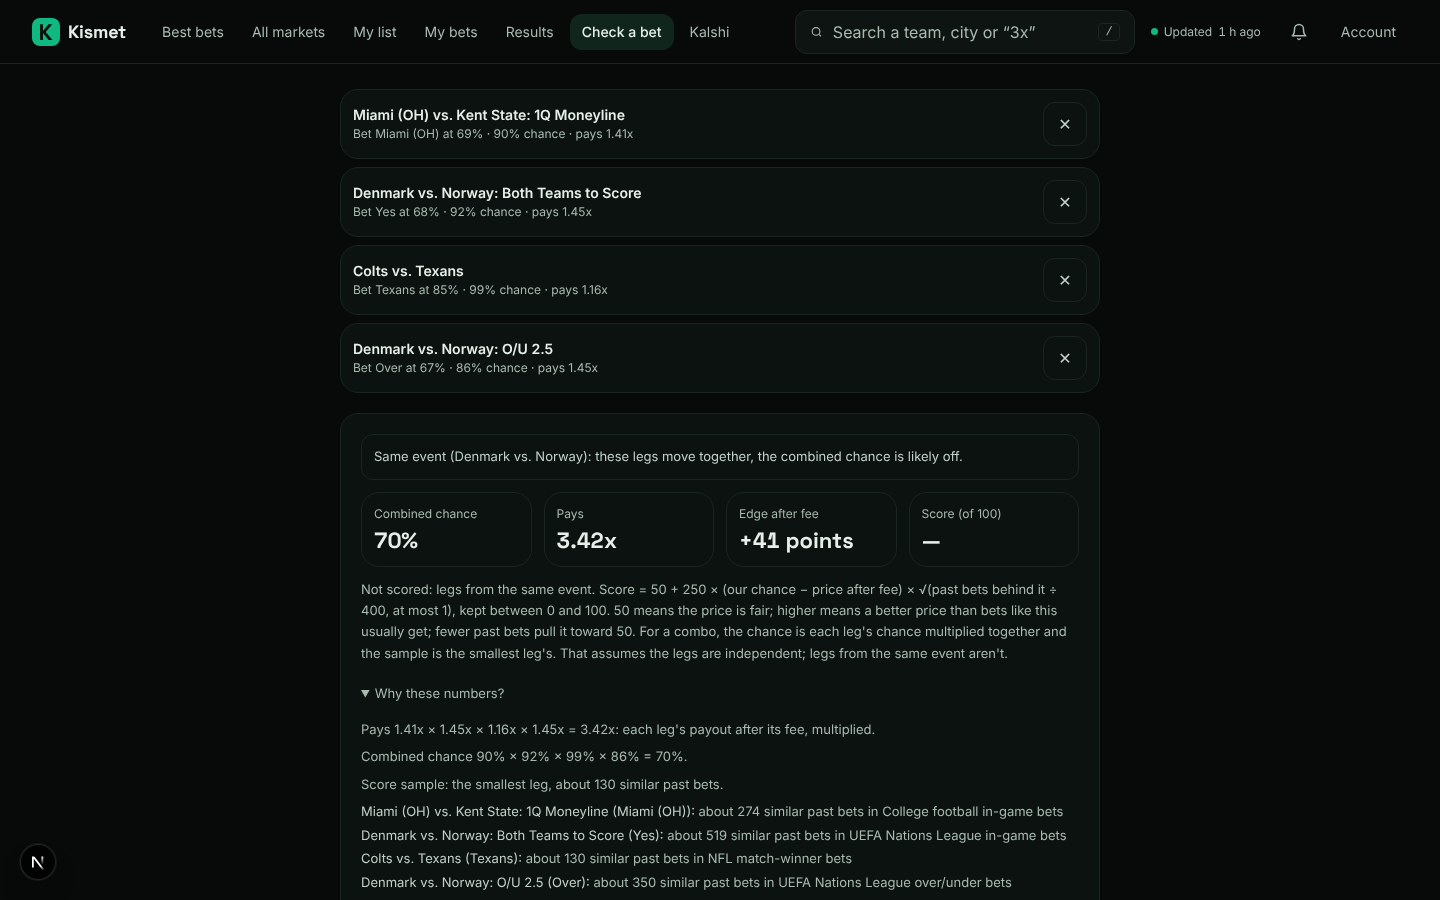 K Kismet
Best bets
All markets
My list
My bets
Results
Check a bet
Kalshi
Search a team, city or “3x”
/
Updated 1 h ago
Account
Miami (OH) vs. Kent State: 1Q Moneyline
Bet Miami (OH) at 69% · 90% chance · pays 1.41x
Denmark vs. Norway: Both Teams to Score
Bet Yes at 68% · 92% chance · pays 1.45x
Colts vs. Texans
Bet Texans at 85% · 99% chance · pays 1.16x
Denmark vs. Norway: O/U 2.5
Bet Over at 67% · 86% chance · pays 1.45x
Same event (Denmark vs. Norway): these legs move together, the combined chance is likely off.
Combined chance
70%
Pays
3.42x
Edge after fee
+41 points
Score (of 100)
—
Not scored: legs from the same event. Score = 50 + 250 × (our chance − price after fee) × √(past bets behind it ÷
400, at most 1), kept between 0 and 100. 50 means the price is fair; higher means a better price than bets like this
usually get; fewer past bets pull it toward 50. For a combo, the chance is each leg's chance multiplied together and
the sample is the smallest leg's. That assumes the legs are independent; legs from the same event aren't.
▼ Why these numbers?
Pays 1.41x × 1.45x × 1.16x × 1.45x = 3.42x: each leg's payout after its fee, multiplied.
Combined chance 90% × 92% × 99% × 86% = 70%.
Score sample: the smallest leg, about 130 similar past bets.
Miami (OH) vs. Kent State: 1Q Moneyline (Miami (OH)): about 274 similar past bets in College football in-game bets
Denmark vs. Norway: Both Teams to Score (Yes): about 519 similar past bets in UEFA Nations League in-game bets
Colts vs. Texans (Texans): about 130 similar past bets in NFL match-winner bets
Denmark vs. Norway: O/U 2.5 (Over): about 350 similar past bets in UEFA Nations League over/under bets
N